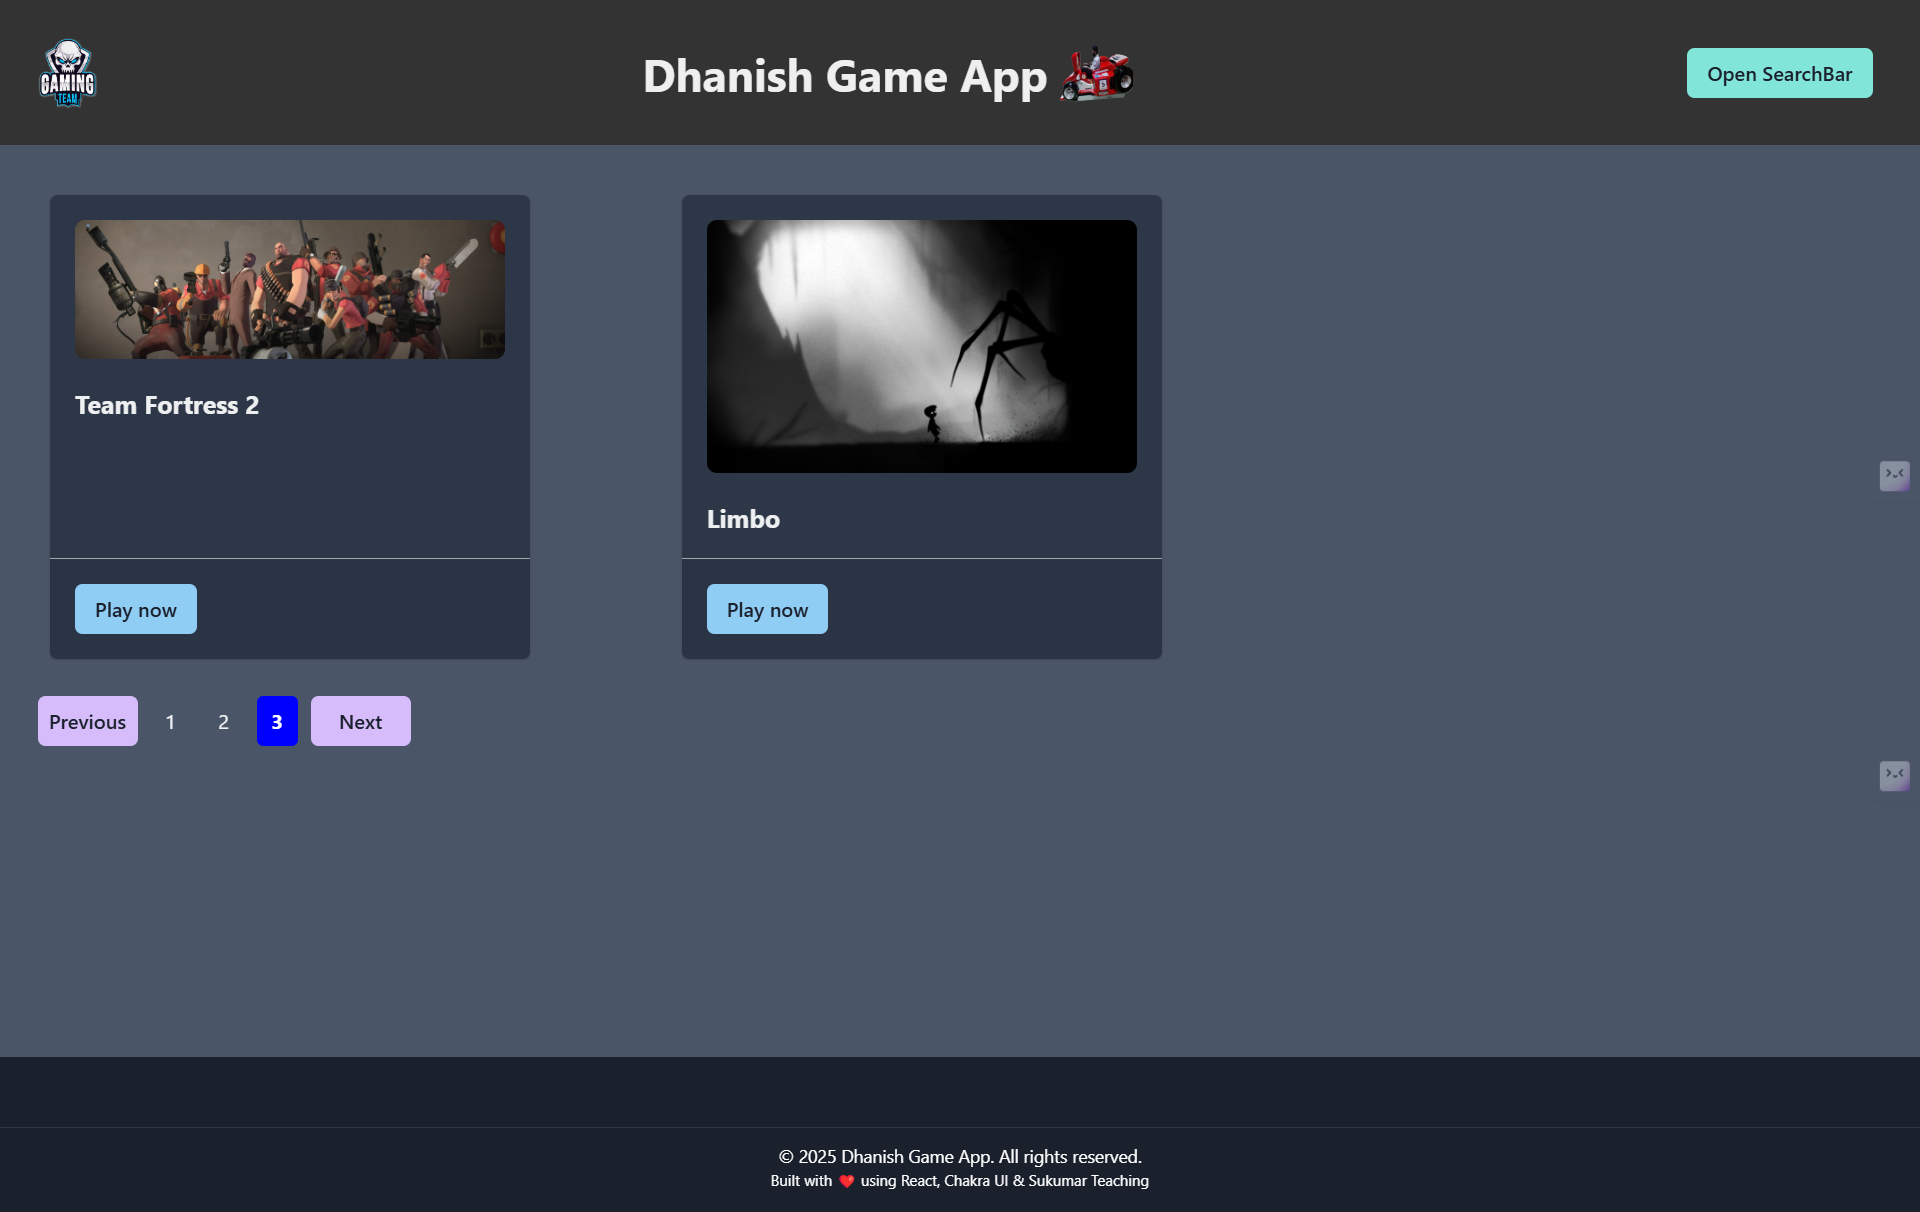 GAMING
TEAM
Dhanish Game App
Open SearchBar
Team Fortress 2
Limbo
Play now
Play now
Previous 1 2 3 Next
© 2025 Dhanish Game App. All rights reserved.
Built with ❤️ using React, Chakra UI & Sukumar Teaching